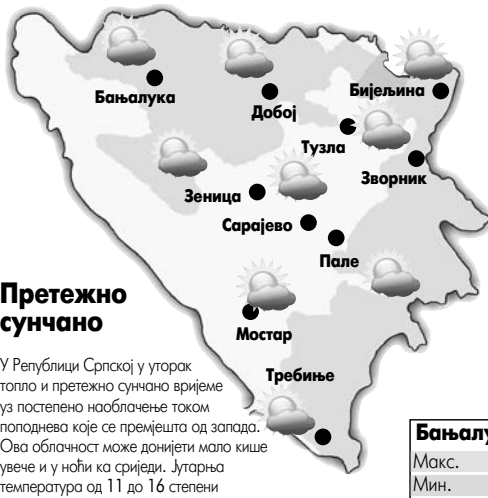 Бањалука
Добој
Бијељина
Тузла
Зворник
Зеница
Сарајево
Пале
Мостар
Требиње
Претежно
сунчано
У Републици Српској у уторак
топло и претежно сунчано вријеме
уз постепено наоблачење током
поподнева које се премјешта од запада.
Ова облачност може донијети мало кише
увече и у ноћи ка сриједи. Јутарња
температура од 11 до 16 степени
Бањалу
Макс.
Мин.